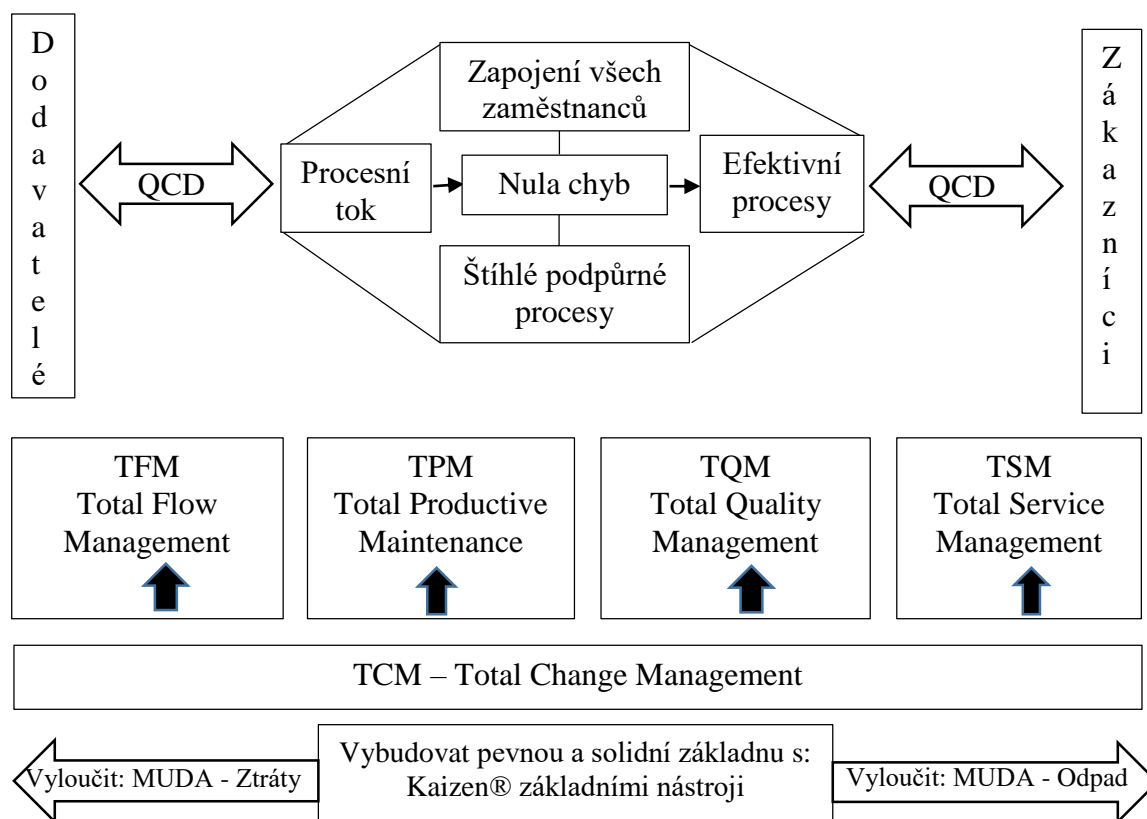 Dodavatelé
QCD
Procesní
tok
Zapojení všech
zaměstnanců
Nula chyb
Štíhlé podpůrné
procesy
Efektivní
procesy
QCD
Zákazníci
TFM
Total Flow
Management
TPM
Total Productive
Maintenance
TQM
Total Quality
Management
TSM
Total Service
Management
TCM – Total Change Management
Vyloučit: MUDA - Ztráty
Vybudovat pevnou a solidní základnu s:
Kaizen® základními nástroji
Vyloučit: MUDA - Odpad